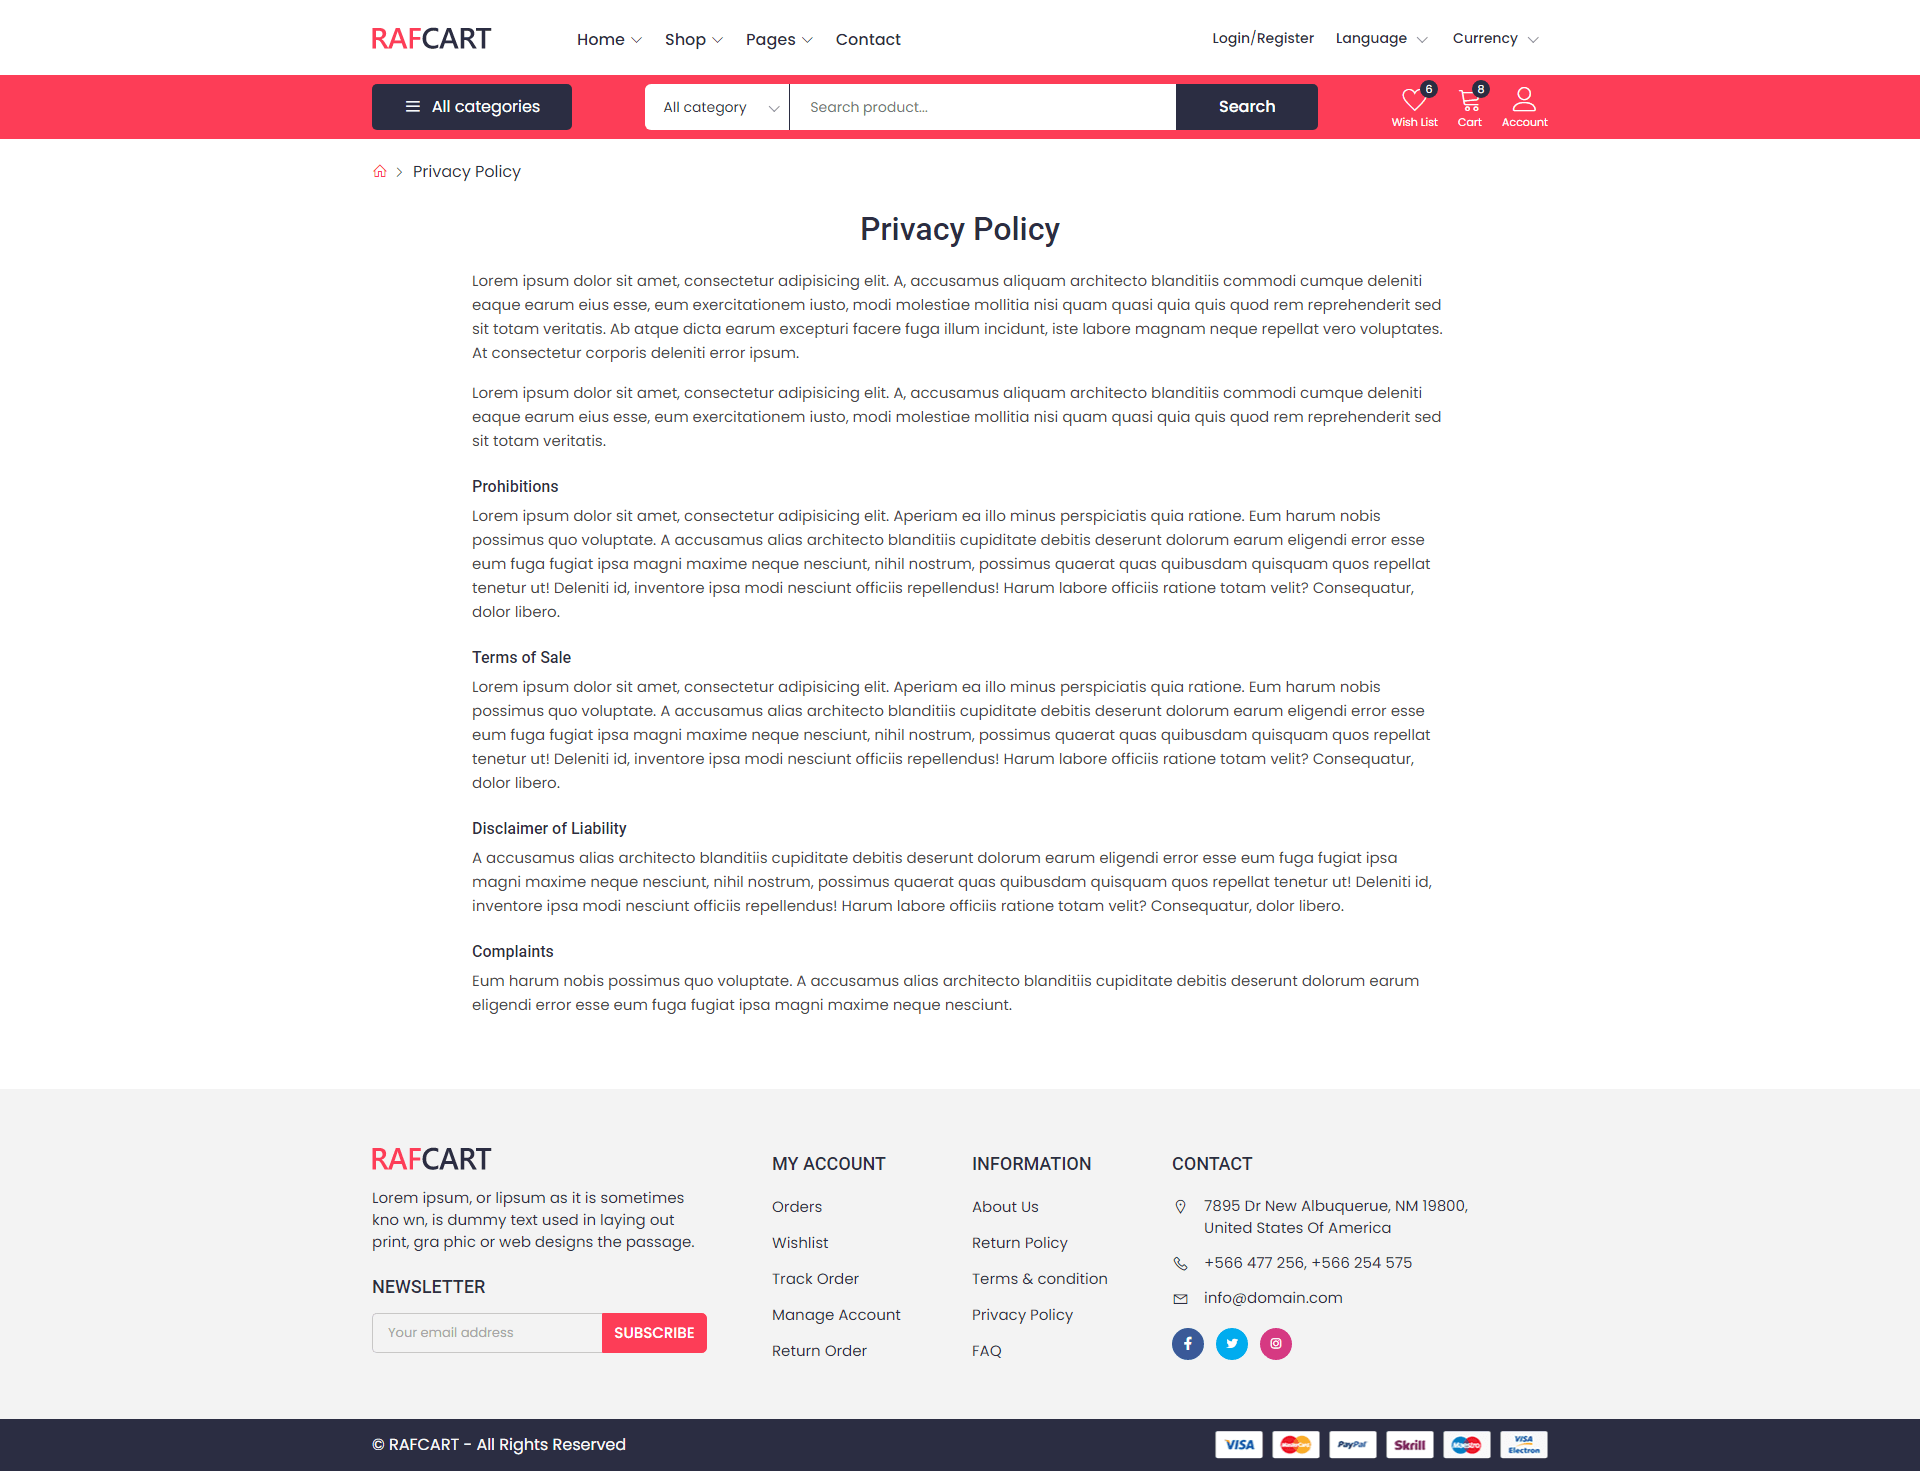 RAFCART
Home Shop Pages Contact
Login/Register Language Currency
All categories
All category Search product... Search
6 8
Wish List Cart Account
Privacy Policy
Privacy Policy
Lorem ipsum dolor sit amet, consectetur adipisicing elit. A, accusamus aliquam architecto blanditiis commodi cumque deleniti
eaque earum eius esse, eum exercitationem iusto, modi molestiae mollitia nisi quam quasi quia quis quod rem reprehenderit sed
sit totam veritatis. Ab atque dicta earum excepturi facere fuga illum incidunt, iste labore magnam neque repellat vero voluptates.
At consectetur corporis deleniti error ipsum.
Lorem ipsum dolor sit amet, consectetur adipisicing elit. A, accusamus aliquam architecto blanditiis commodi cumque deleniti
eaque earum eius esse, eum exercitationem iusto, modi molestiae mollitia nisi quam quasi quia quis quod rem reprehenderit sed
sit totam veritatis.
Prohibitions
Lorem ipsum dolor sit amet, consectetur adipisicing elit. Aperiam ea illo minus perspiciatis quia ratione. Eum harum nobis
possimus quo voluptate. A accusamus alias architecto blanditiis cupiditate debitis deserunt dolorum earum eligendi error esse
eum fuga fugiat ipsa magni maxime neque nesciunt, nihil nostrum, possimus quaerat quas quibusdam quisquam quos repellat
tenetur ut! Deleniti id, inventore ipsa modi nesciunt officiis repellendus! Harum labore officiis ratione totam velit? Consequatur,
dolor libero.
Terms of Sale
Lorem ipsum dolor sit amet, consectetur adipisicing elit. Aperiam ea illo minus perspiciatis quia ratione. Eum harum nobis
possimus quo voluptate. A accusamus alias architecto blanditiis cupiditate debitis deserunt dolorum earum eligendi error esse
eum fuga fugiat ipsa magni maxime neque nesciunt, nihil nostrum, possimus quaerat quas quibusdam quisquam quos repellat
tenetur ut! Deleniti id, inventore ipsa modi nesciunt officiis repellendus! Harum labore officiis ratione totam velit? Consequatur,
dolor libero.
Disclaimer of Liability
A accusamus alias architecto blanditiis cupiditate debitis deserunt dolorum earum eligendi error esse eum fuga fugiat ipsa
magni maxime neque nesciunt, nihil nostrum, possimus quaerat quas quibusdam quisquam quos repellat tenetur ut! Deleniti id,
inventore ipsa modi nesciunt officiis repellendus! Harum labore officiis ratione totam velit? Consequatur, dolor libero.
Complaints
Eum harum nobis possimus quo voluptate. A accusamus alias architecto blanditiis cupiditate debitis deserunt dolorum earum
eligendi error esse eum fuga fugiat ipsa magni maxime neque nesciunt.
RAFCART
Lorem ipsum, or lipsum as it is sometimes
kno wn, is dummy text used in laying out
print, gra phic or web designs the passage.
NEWSLETTER
Your email address SUBSCRIBE
MY ACCOUNT
Orders
Wishlist
Track Order
Manage Account
Return Order
INFORMATION
About Us
Return Policy
Terms & condition
Privacy Policy
FAQ
CONTACT
7895 Dr New Albuquerue, NM 19800,
United States Of America
+566 477 256, +566 254 575
info@domain.com
© RAFCART - All Rights Reserved
VISA MasterCard PayPal Skrill Maestro VISA Electron